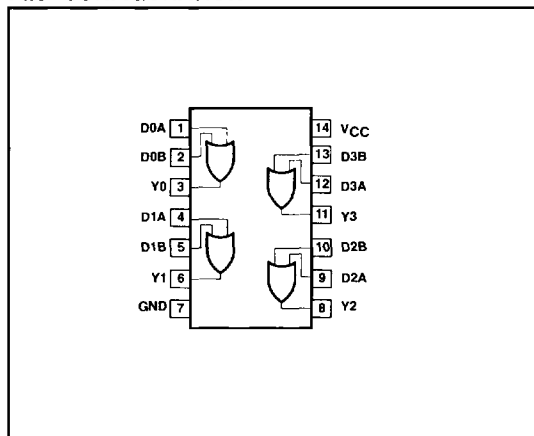 D0A 1
D0B 2
Y0 3
D1A 4
D1B 5
Y1 6
GND 7
14 VCC
13 D3B
12 D3A
11 Y3
10 D2B
9 D2A
8 Y2